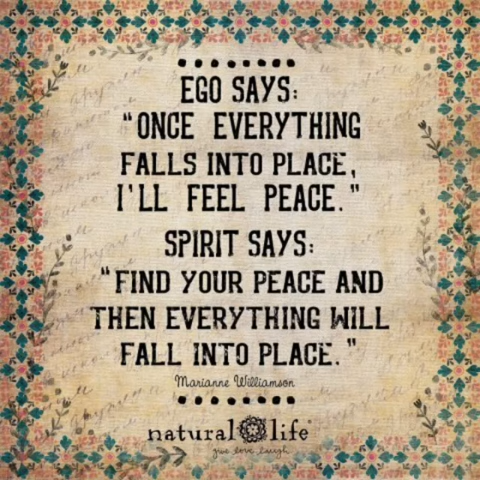 EGO SAYS:
"ONCE EVERYTHING
FALLS INTO PLACE,
I'LL FEEL PEACE."
SPIRIT SAYS:
"FIND YOUR PEACE AND
THEN EVERYTHING WILL
FALL INTO PLACE."
Marianne Williamson
natural life
give love laugh